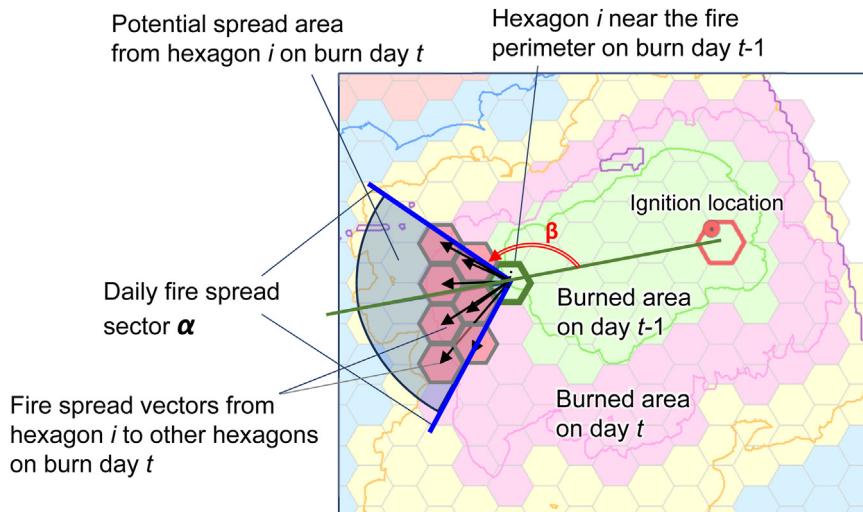 Potential spread area
from hexagon i on burn day t
Hexagon i near the fire
perimeter on burn day t-1
Ignition location
β
Daily fire spread
sector α
Burned area
on day t-1
Burned area
on day t
Fire spread vectors from
hexagon i to other hexagons
on burn day t